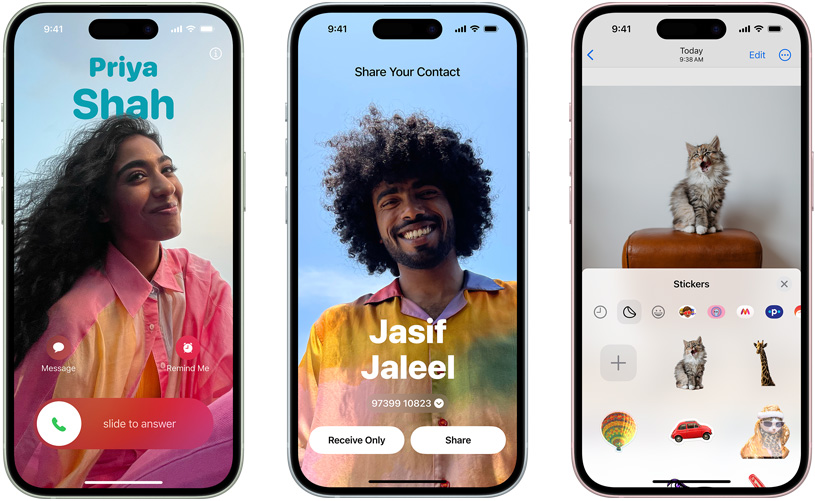 9:41
Priya
Shah
Message
Remind Me
slide to answer
9:41
Share Your Contact
Jasif
Jaleel
97399 10823
Receive Only
Share
9:41
Today
9:38 AM
Edit
Stickers